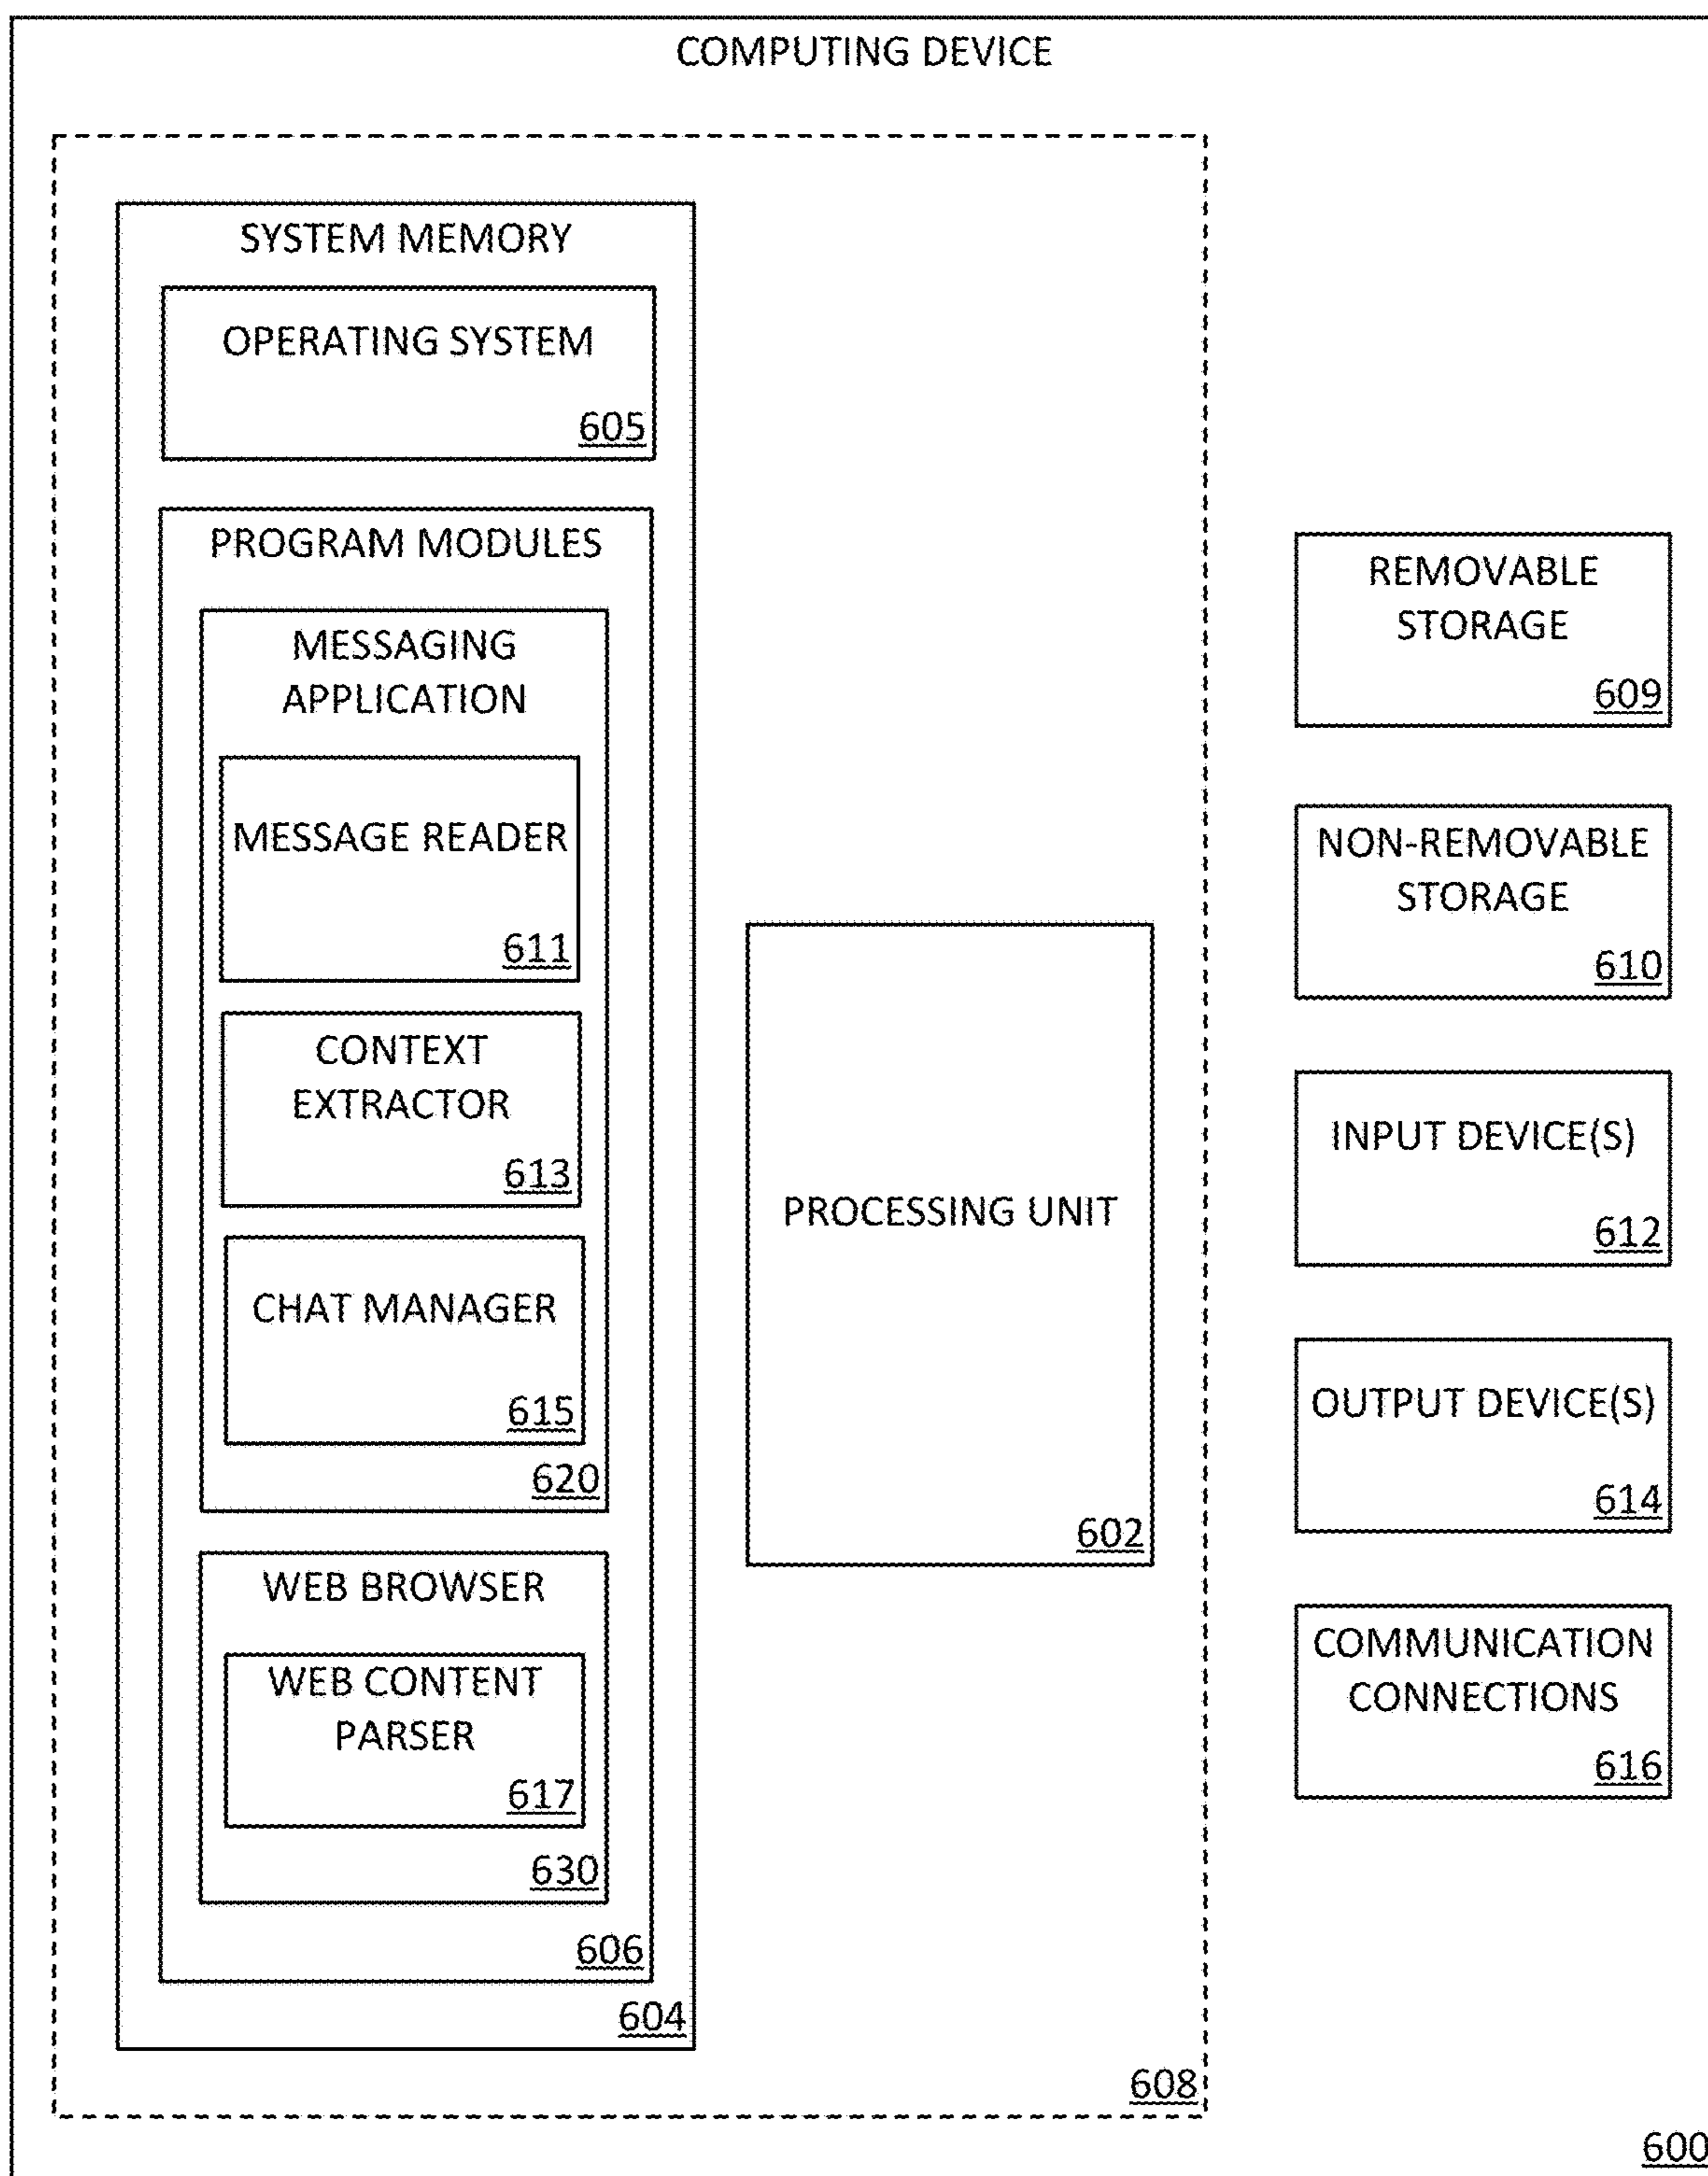 COMPUTING DEVICE
SYSTEM MEMORY
OPERATING SYSTEM
605
PROGRAM MODULES
MESSAGING
APPLICATION
MESSAGE READER
611
CONTEXT
EXTRACTOR
613
CHAT MANAGER
615
620
WEB BROWSER
WEB CONTENT
PARSER
617
630
606
604
PROCESSING UNIT
602
608
REMOVABLE
STORAGE
609
NON-REMOVABLE
STORAGE
610
INPUT DEVICE(S)
612
OUTPUT DEVICE(S)
614
COMMUNICATION
CONNECTIONS
616
600